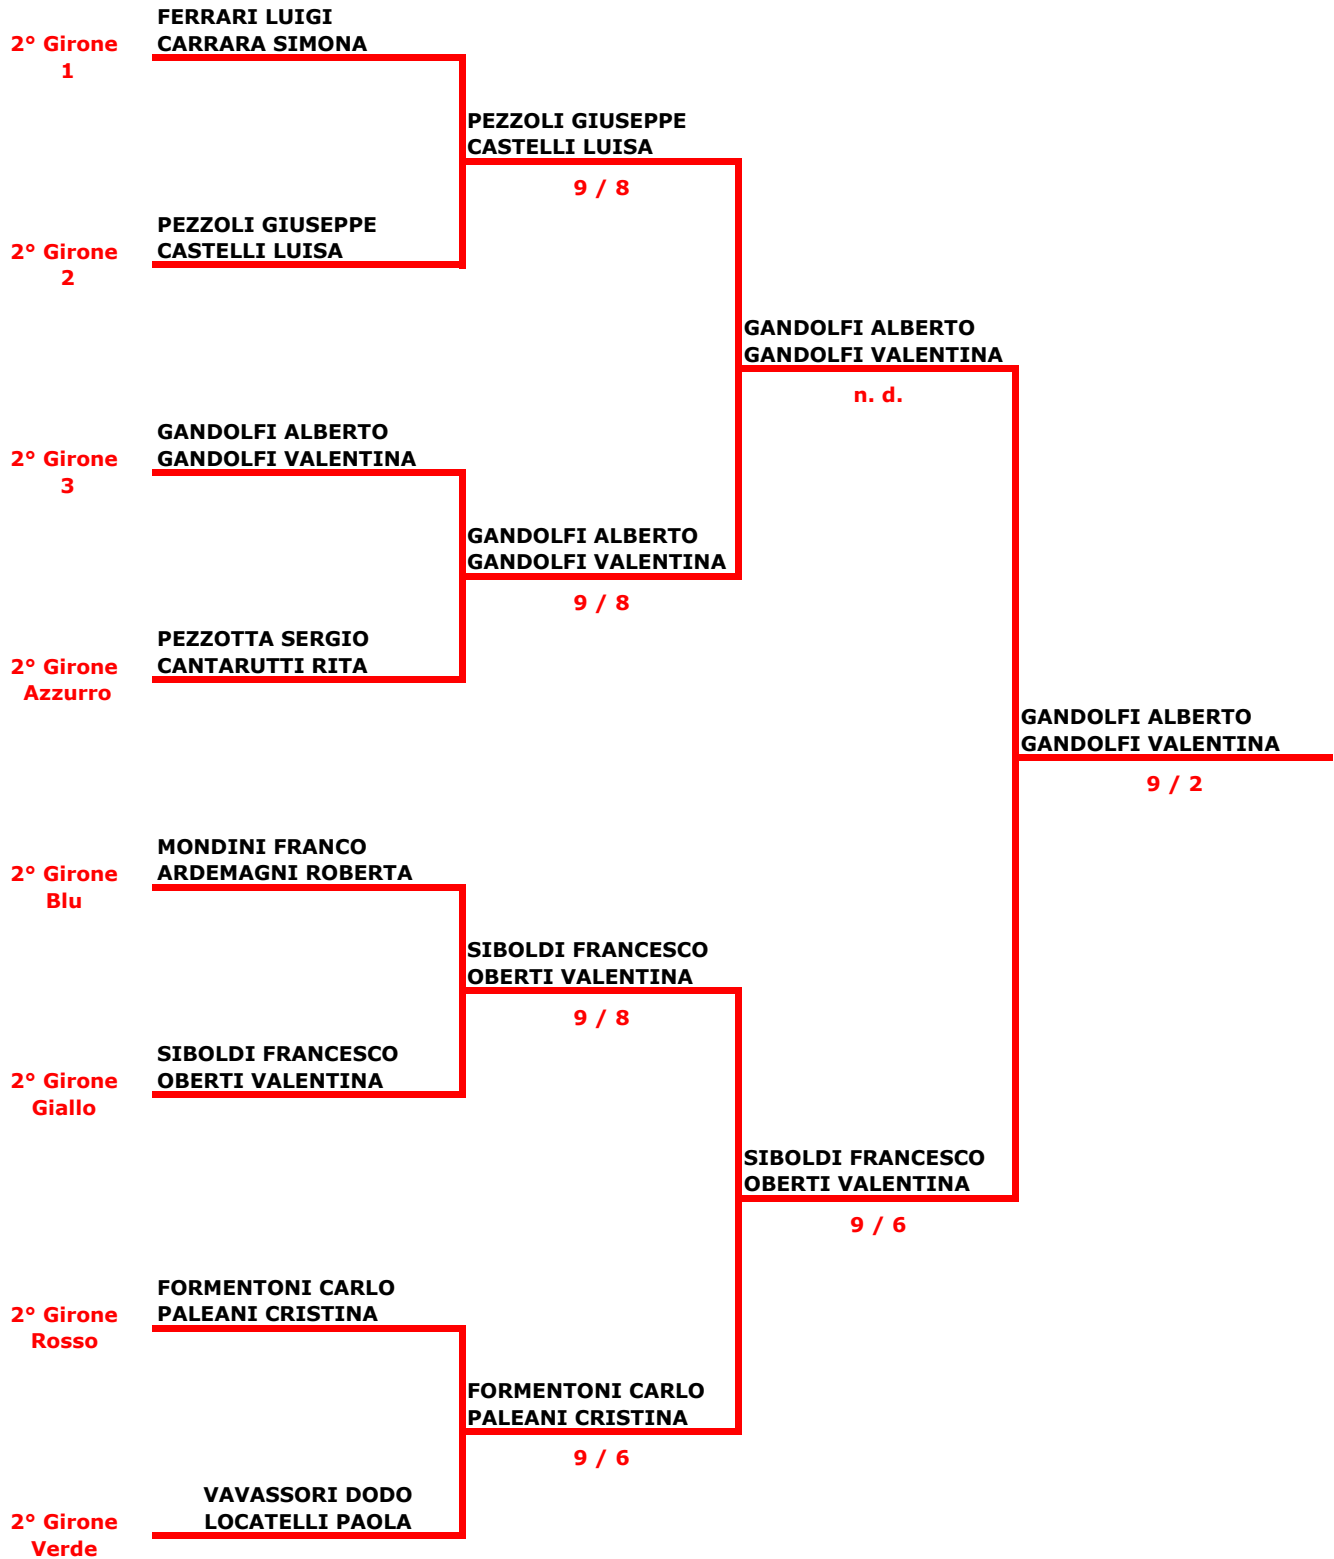 FERRARI LUIGI
2° Girone
CARRARA SIMONA
1
PEZZOLI GIUSEPPE
CASTELLI LUISA
9 / 8
PEZZOLI GIUSEPPE
2° Girone
CASTELLI LUISA
2
GANDOLFI ALBERTO
GANDOLFI VALENTINA
n. d.
GANDOLFI ALBERTO
2° Girone
GANDOLFI VALENTINA
3
GANDOLFI ALBERTO
GANDOLFI VALENTINA
9 / 8
PEZZOTTA SERGIO
2° Girone
CANTARUTTI RITA
Azzurro
GANDOLFI ALBERTO
GANDOLFI VALENTINA
9 / 2
MONDINI FRANCO
2° Girone
ARDEMAGNI ROBERTA
Blu
SIBOLDI FRANCESCO
OBERTI VALENTINA
9 / 8
SIBOLDI FRANCESCO
2° Girone
OBERTI VALENTINA
Giallo
SIBOLDI FRANCESCO
OBERTI VALENTINA
9 / 6
FORMENTONI CARLO
2° Girone
PALEANI CRISTINA
Rosso
FORMENTONI CARLO
PALEANI CRISTINA
9 / 6
VAVASSORI DODO
2° Girone
LOCATELLI PAOLA
Verde